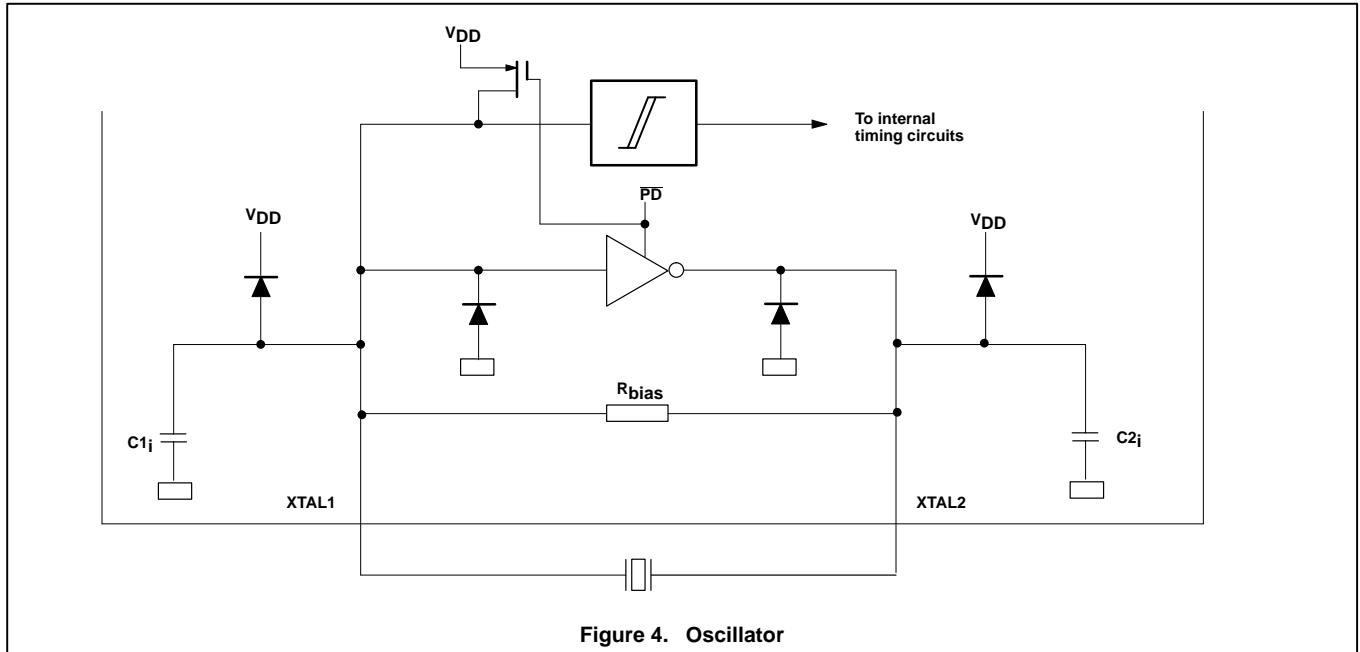 VDD
To internal
timing circuits
PD
VDD
VDD
Rbias
C1i
C2i
XTAL1
XTAL2
Figure 4. Oscillator